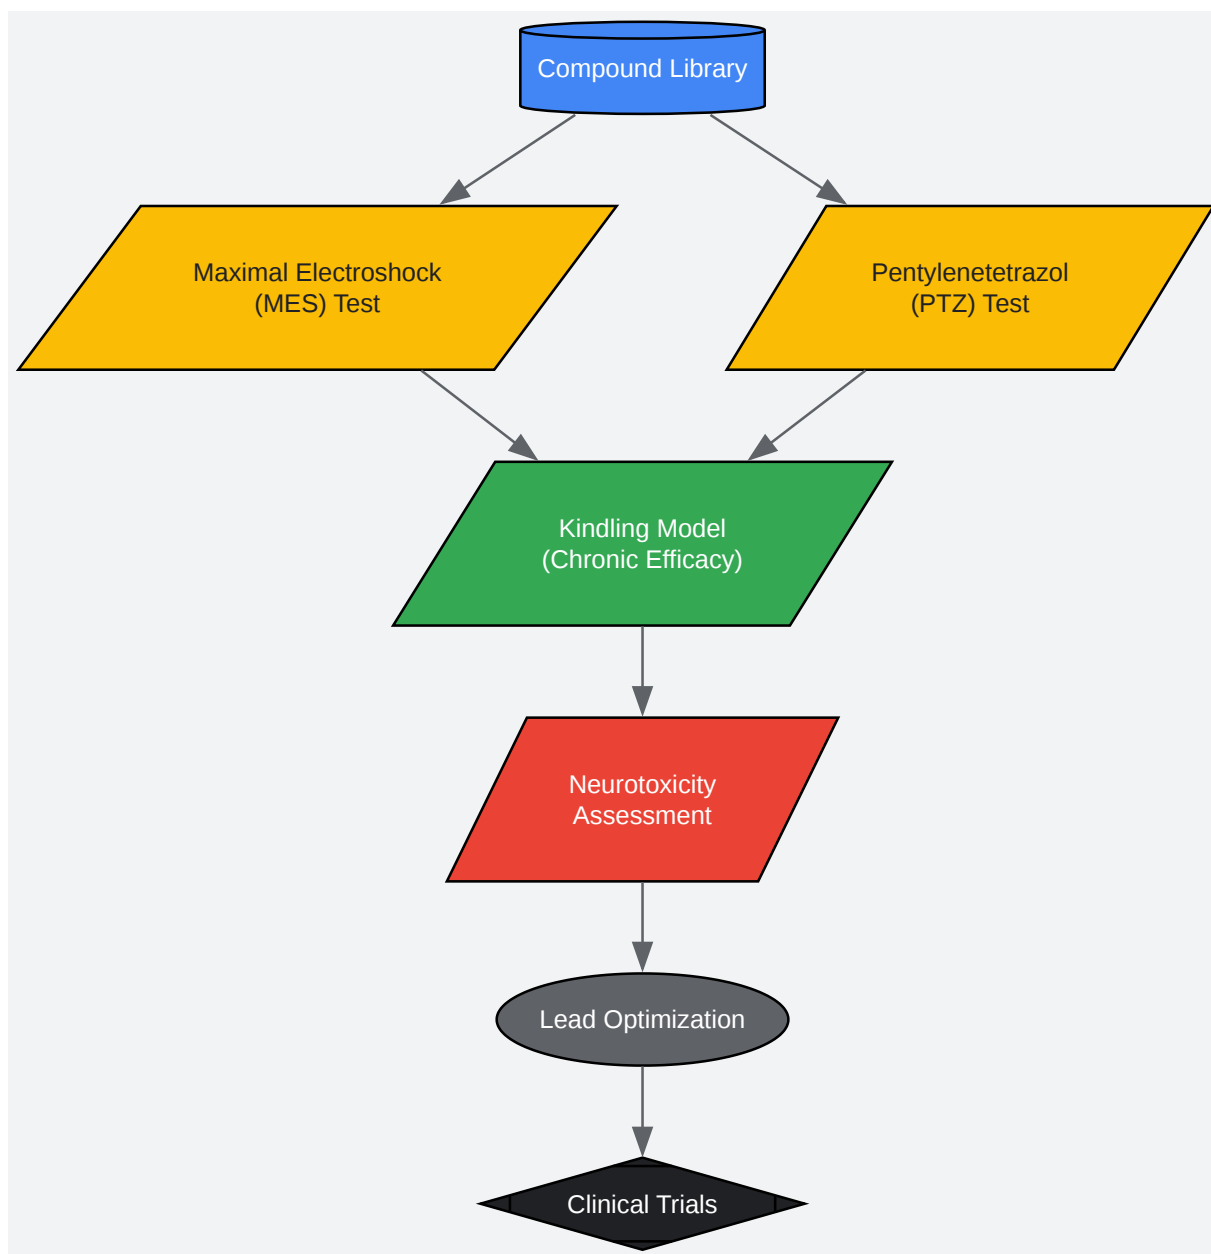 Compound Library
Maximal Electroshock
(MES) Test
Pentylenetetrazol
(PTZ) Test
Kindling Model
(Chronic Efficacy)
Neurotoxicity
Assessment
Lead Optimization
Clinical Trials